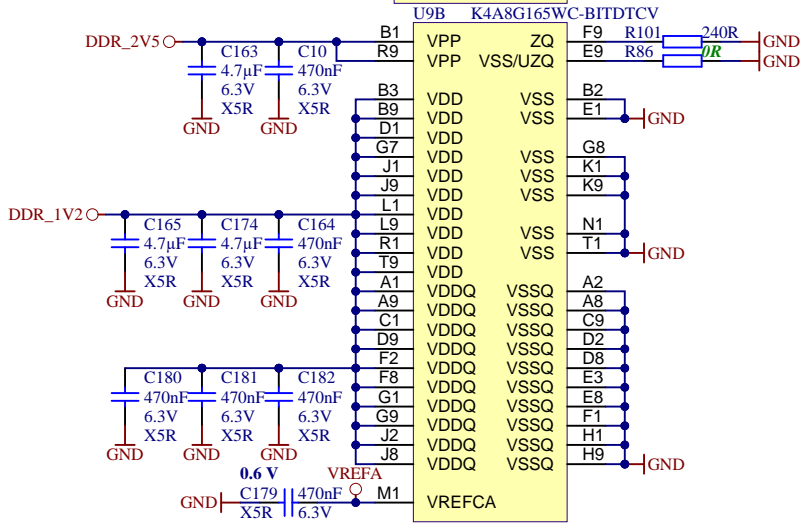 U9B K4A8G165WC-BITDTCV
DDR_2V5
C163
4.7µF
6.3V
X5R
GND
C10
470nF
6.3V
X5R
GND
B1 VPP ZQ F9 R101 240R GND
R9 VPP VSS/UZQ E9 R86 0R GND
B3 VDD VSS B2
B9 VDD VSS E1 GND
D1 VDD
G7 VDD VSS G8
J1 VDD VSS K1
J9 VDD VSS K9
L1 VDD
L9 VDD VSS N1
R1 VDD VSS T1 GND
T9 VDD
A1 VDDQ VSSQ A2
A9 VDDQ VSSQ A8
C1 VDDQ VSSQ C9
D9 VDDQ VSSQ D2
F2 VDDQ VSSQ D8
F8 VDDQ VSSQ E3
G1 VDDQ VSSQ E8
G9 VDDQ VSSQ F1
J2 VDDQ VSSQ H1
J8 VDDQ VSSQ H9 GND
DDR_1V2
C165
4.7µF
6.3V
X5R
GND
C174
4.7µF
6.3V
X5R
GND
C164
470nF
6.3V
X5R
GND
C180
470nF
6.3V
X5R
GND
C181
470nF
6.3V
X5R
GND
C182
470nF
6.3V
X5R
GND
0.6 V VREFA
GND C179 470nF M1 VREFCA
X5R 6.3V